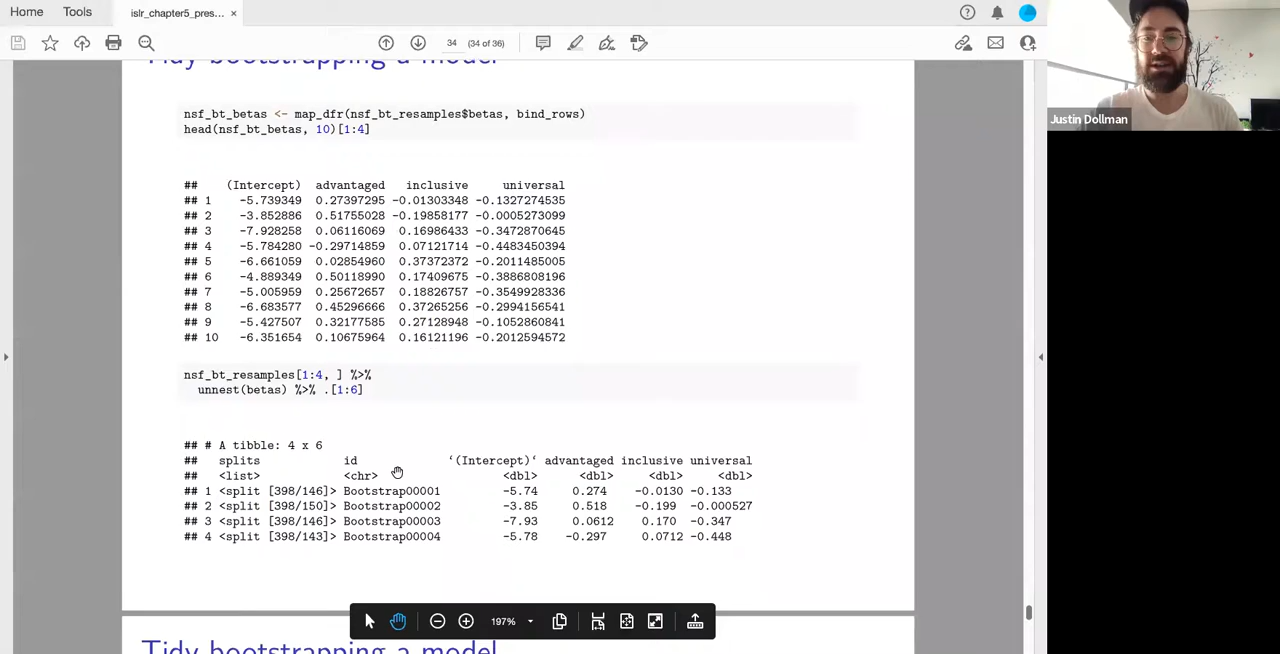 Home Tools islr_chapter5_pres... ×
34 (34 of 36)
Tidy bootstrapping a model
nsf_bt_betas <- map_dfr(nsf_bt_resamples$betas, bind_rows)
head(nsf_bt_betas, 10)[1:4]
## (Intercept) advantaged inclusive universal
## 1 -5.739349 0.27397295 -0.01303348 -0.1327274535
## 2 -3.852886 0.51755028 -0.19858177 -0.0005273099
## 3 -7.928258 0.06116069 0.16986433 -0.3472870645
## 4 -5.784280 -0.29714859 0.07121714 -0.4483450394
## 5 -6.661059 0.02854960 0.37372372 -0.2011485005
## 6 -4.889349 0.50118990 0.17409675 -0.3886808196
## 7 -5.005959 0.25672657 0.18826757 -0.3549928336
## 8 -6.683577 0.45296666 0.37265256 -0.2994156541
## 9 -5.427507 0.32177585 0.27128948 -0.1052860841
## 10 -6.351654 0.10675964 0.16121196 -0.2012594572
nsf_bt_resamples[1:4, ] %>%
unnest(betas) %>% .[1:6]
## # A tibble: 4 x 6
## splits id ‘(Intercept)‘ advantaged inclusive universal
## <list> <chr> <dbl> <dbl> <dbl> <dbl>
## 1 <split [398/146]> Bootstrap00001 -5.74 0.274 -0.0130 -0.133
## 2 <split [398/150]> Bootstrap00002 -3.85 0.518 -0.199 -0.000527
## 3 <split [398/146]> Bootstrap00003 -7.93 0.0612 0.170 -0.347
## 4 <split [398/143]> Bootstrap00004 -5.78 -0.297 0.0712 -0.448
197%
Tidy bootstrapping a model
Justin Dollman